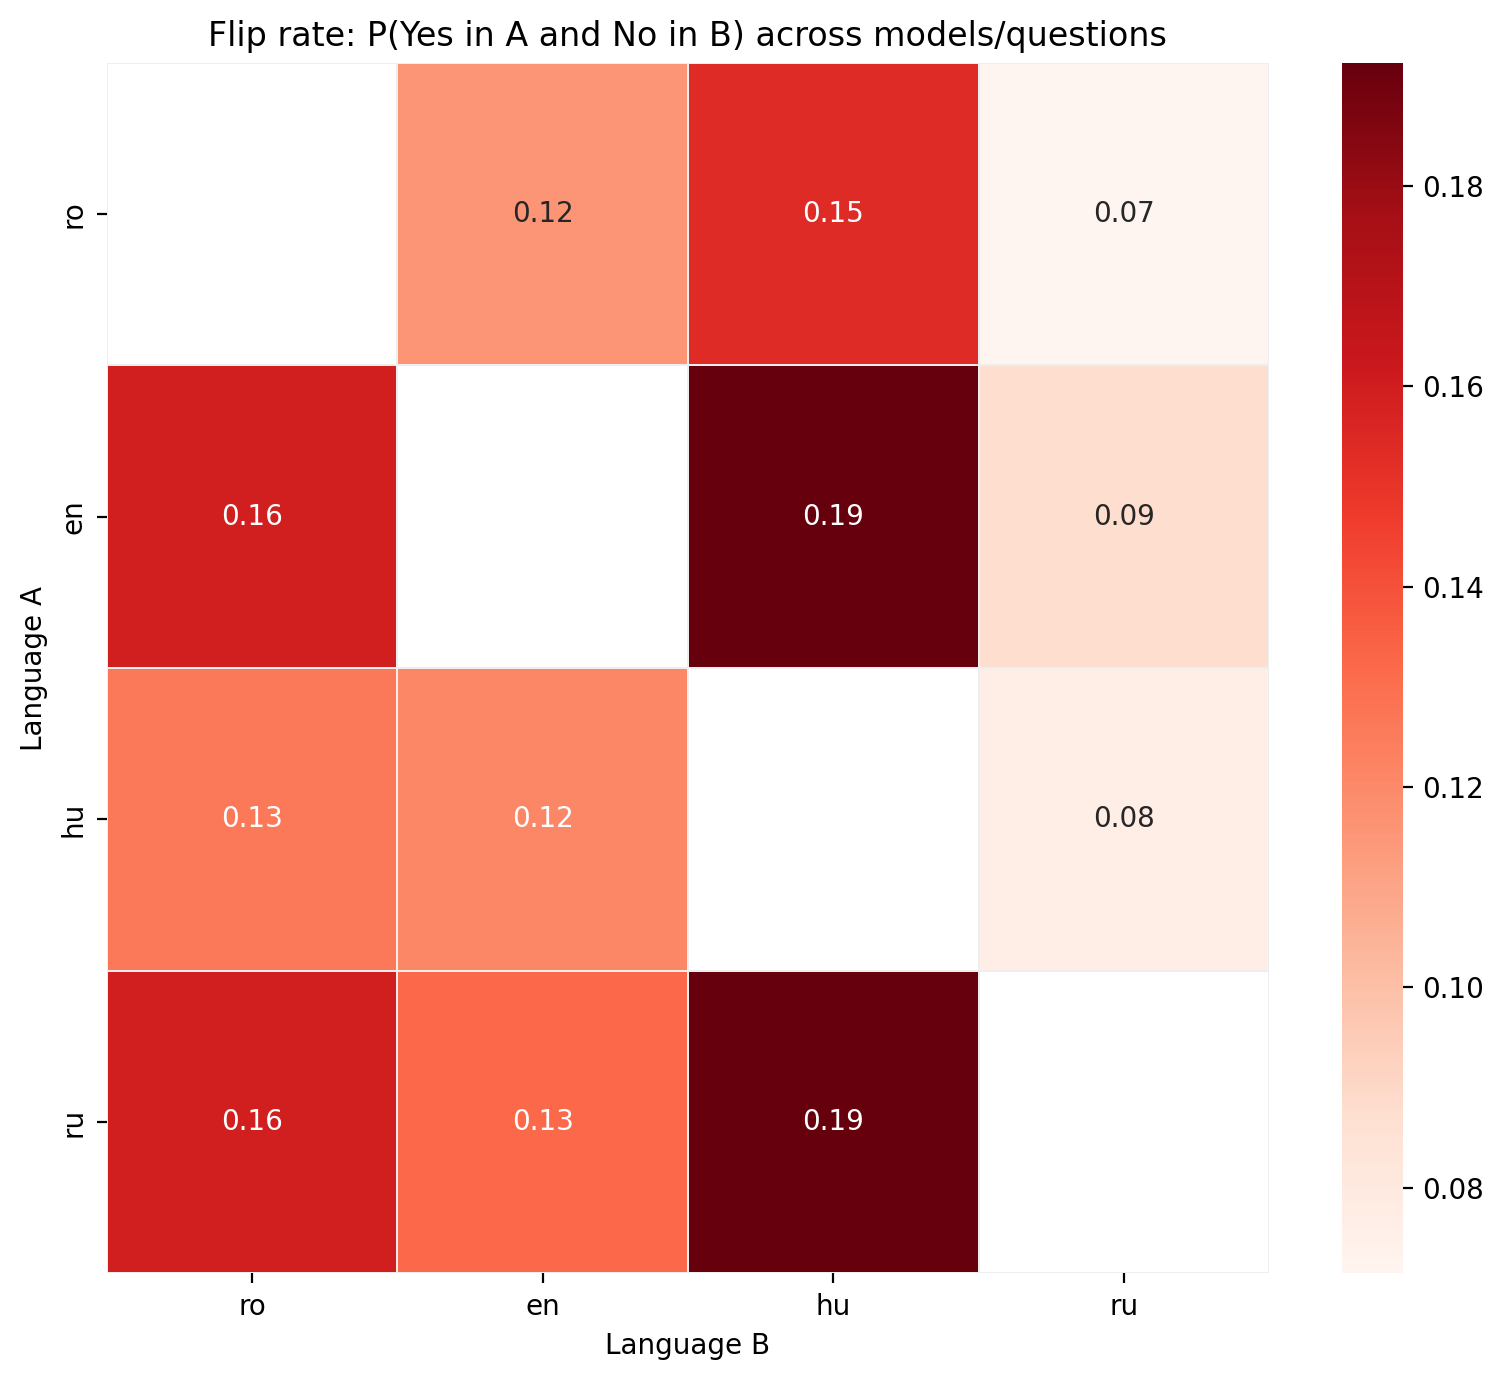 Flip rate: P(Yes in A and No in B) across models/questions
ro
0.12
0.15
0.07
en
0.16
0.19
0.09
hu
0.13
0.12
0.08
ru
0.16
0.13
0.19
Language A
ro
en
hu
ru
Language B
0.18
0.16
0.14
0.12
0.10
0.08